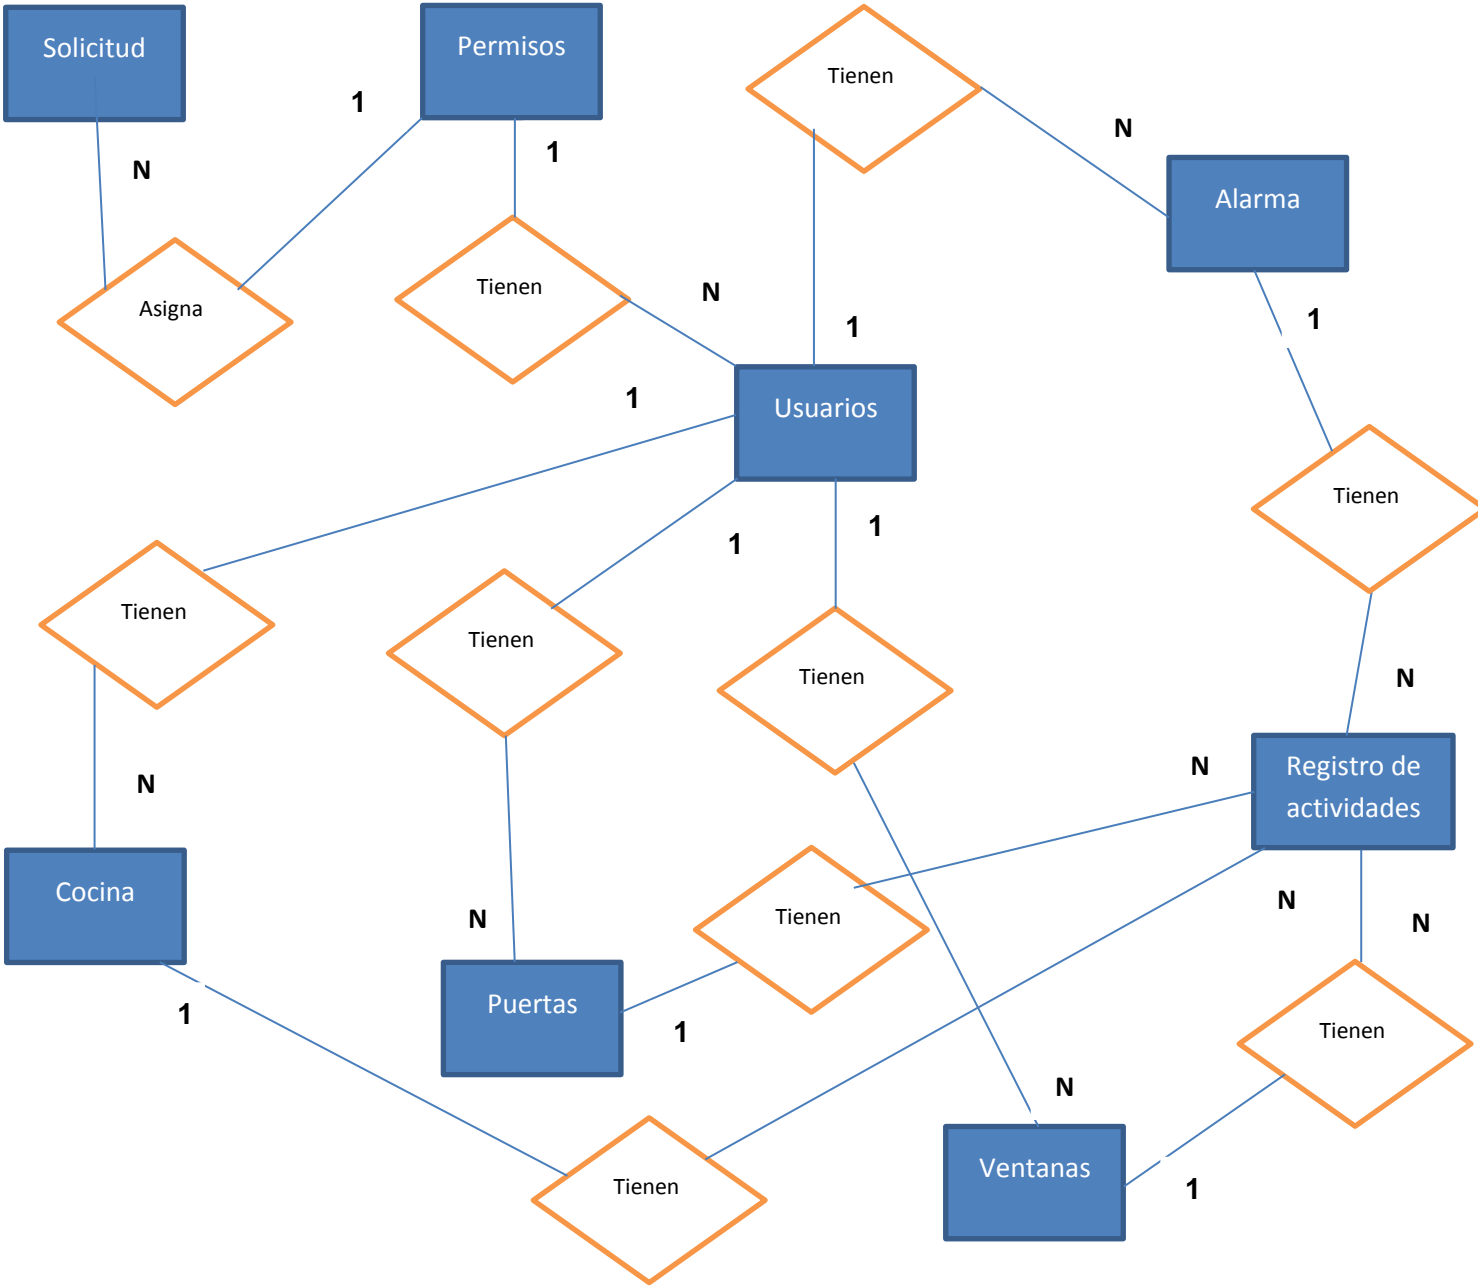 Solicitud
Permisos
Tienen
1
N
1
N
Alarma
Asigna
Tienen
N
1
1
1
Usuarios
Tienen
1
1
Tienen
Tienen
Tienen
N
N
N
Registro de
actividades
Cocina
N
Tienen
N
N
Puertas
1
1
Tienen
N
Tienen
Ventanas
1